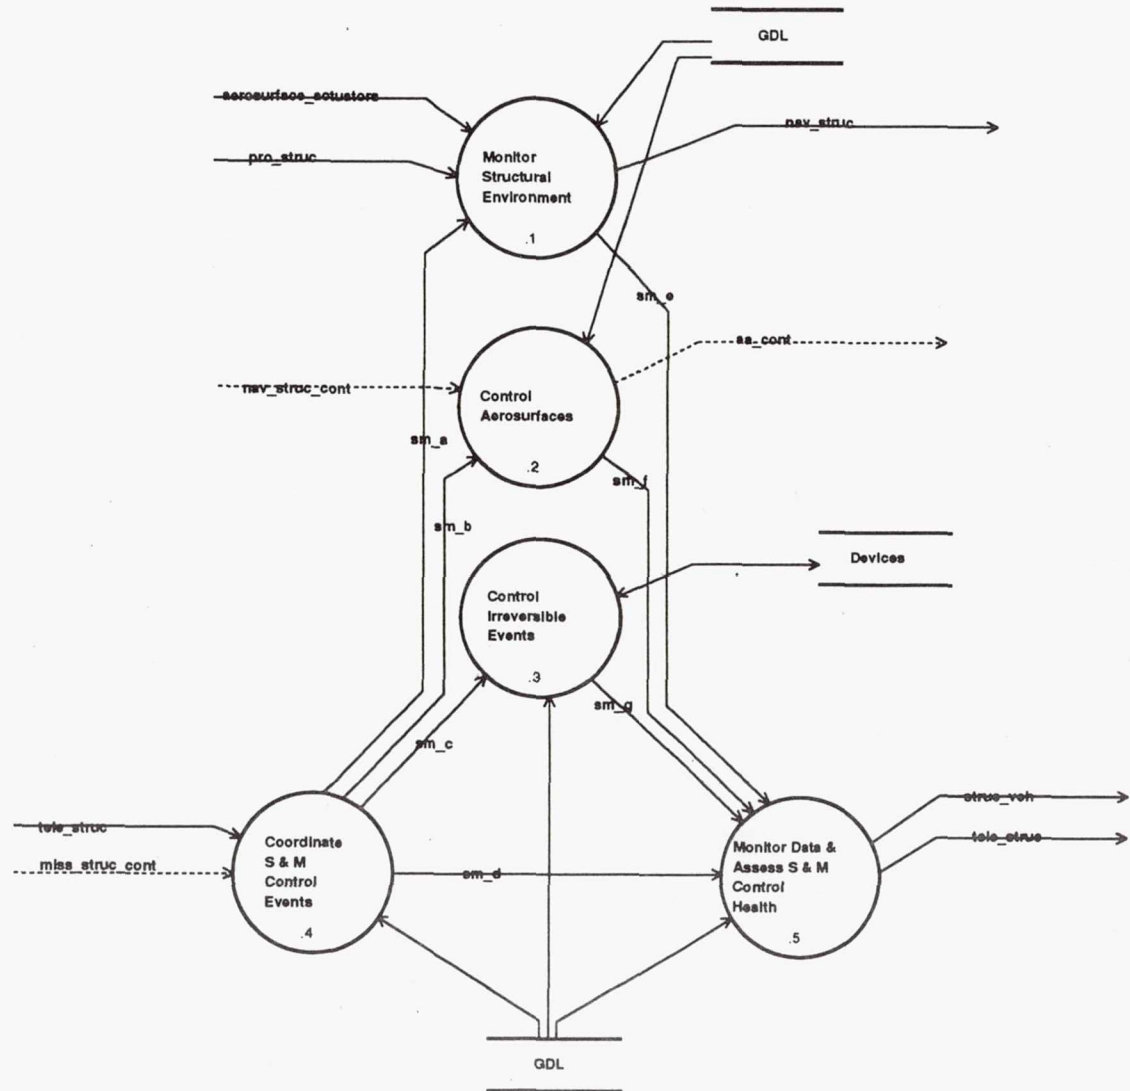 GDL
aerosurface_actustors
nav_struc
pro_struc
Monitor
Structural
Environment
.1
sm_e
aa_cont
nav_struc_cont
Control
Aerosurfaces
.2
sm_a
sm_f
sm_b
Devices
Control
Irreversible
Events
.3
sm_g
sm_c
struc_veh
tele_struc
tele_struc
miss_struc_cont
Coordinate
S & M
Control
Events
.4
sm_d
Monitor Data &
Assess S & M
Control
Health
.5
GDL